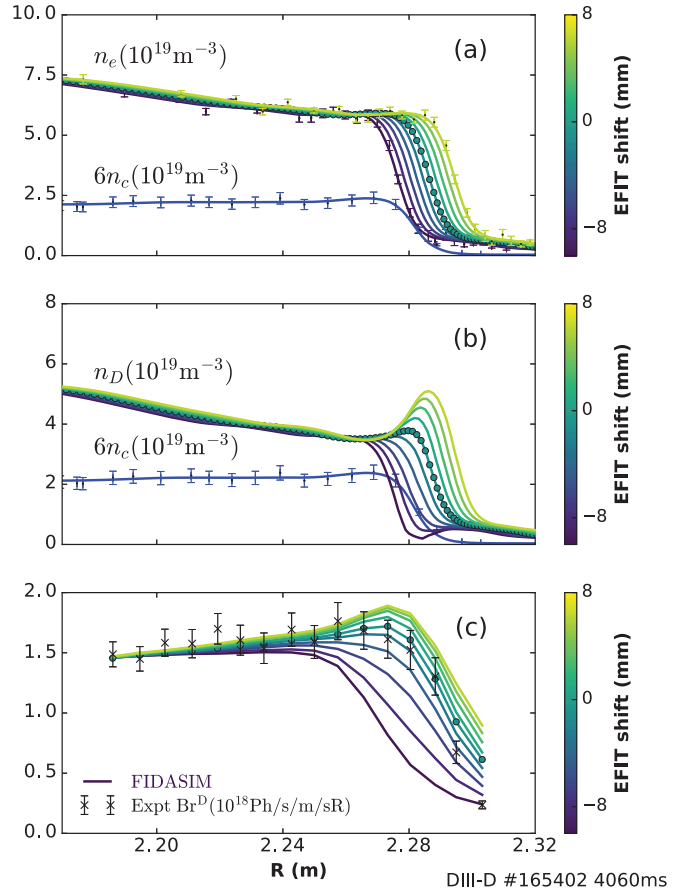 10.0
7.5
5.0
2.5
0.0
n_e(10^19 m^−3)
(a)
6n_c(10^19 m^−3)
8
0
−8
EFIT shift (mm)
8
6
4
2
0
n_D(10^19 m^−3)
(b)
6n_c(10^19 m^−3)
8
0
−8
EFIT shift (mm)
2.0
1.5
1.0
0.5
0.0
(c)
FIDASIM
Expt Br^D(10^18 Ph/s/m/sR)
8
0
−8
EFIT shift (mm)
2.20 2.24 2.28 2.32
R (m)
DIII-D #165402 4060ms